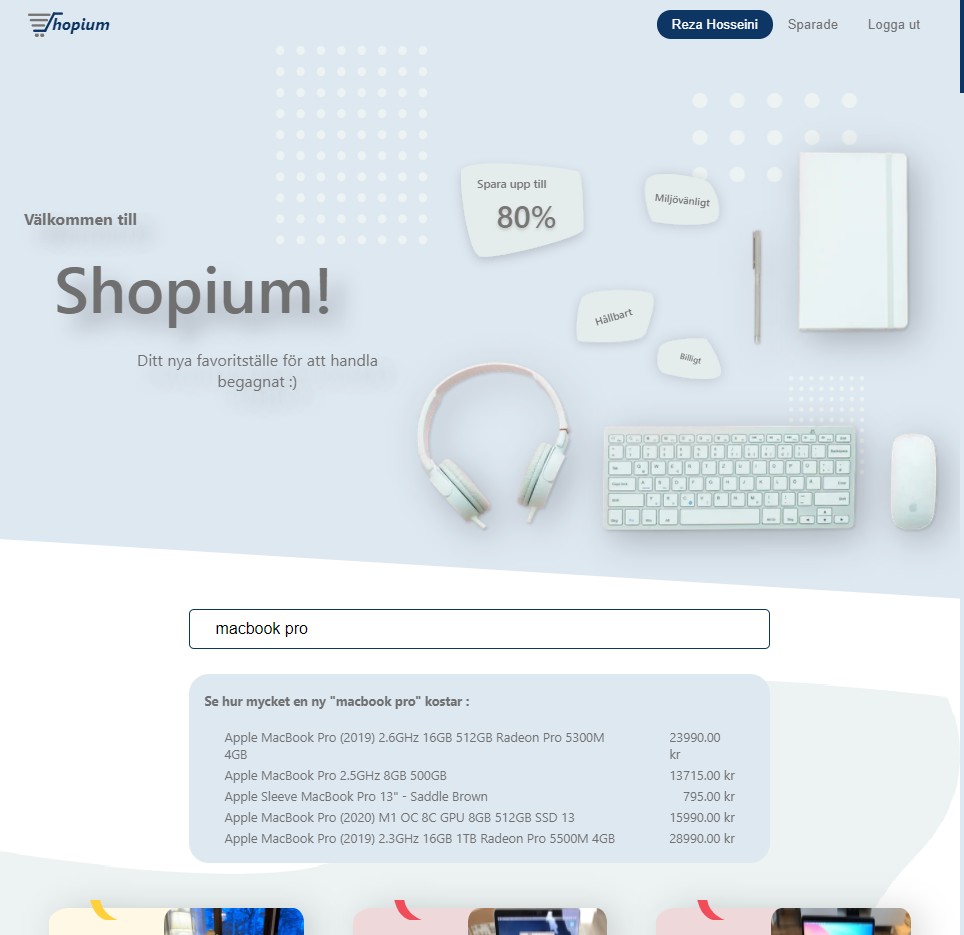 Shopium
Reza Hosseini
Sparade
Logga ut
Spara upp till
80%
Miljövänligt
Välkommen till
Shopium!
Hållbart
Ditt nya favoritställe för att handla
begagnat :)
Billigt
macbook pro
Se hur mycket en ny "macbook pro" kostar :
Apple MacBook Pro (2019) 2.6GHz 16GB 512GB Radeon Pro 5300M 23990.00
4GB kr
Apple MacBook Pro 2.5GHz 8GB 500GB 13715.00 kr
Apple Sleeve MacBook Pro 13" - Saddle Brown 795.00 kr
Apple MacBook Pro (2020) M1 OC 8C GPU 8GB 512GB SSD 13 15990.00 kr
Apple MacBook Pro (2019) 2.3GHz 16GB 1TB Radeon Pro 5500M 4GB 28990.00 kr